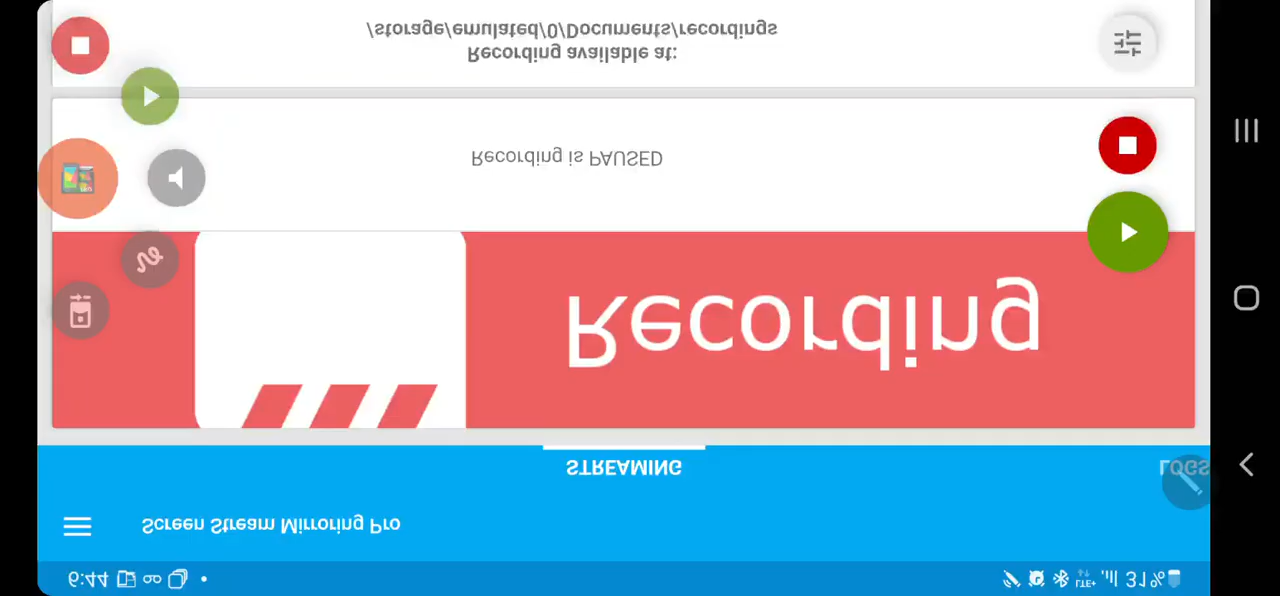 6:44
31%
Screen Stream Mirroring Pro
STREAMING
LOGS
Recording
Recording is PAUSED
Recording available at:
/storage/emulated/0/Documents/recordings